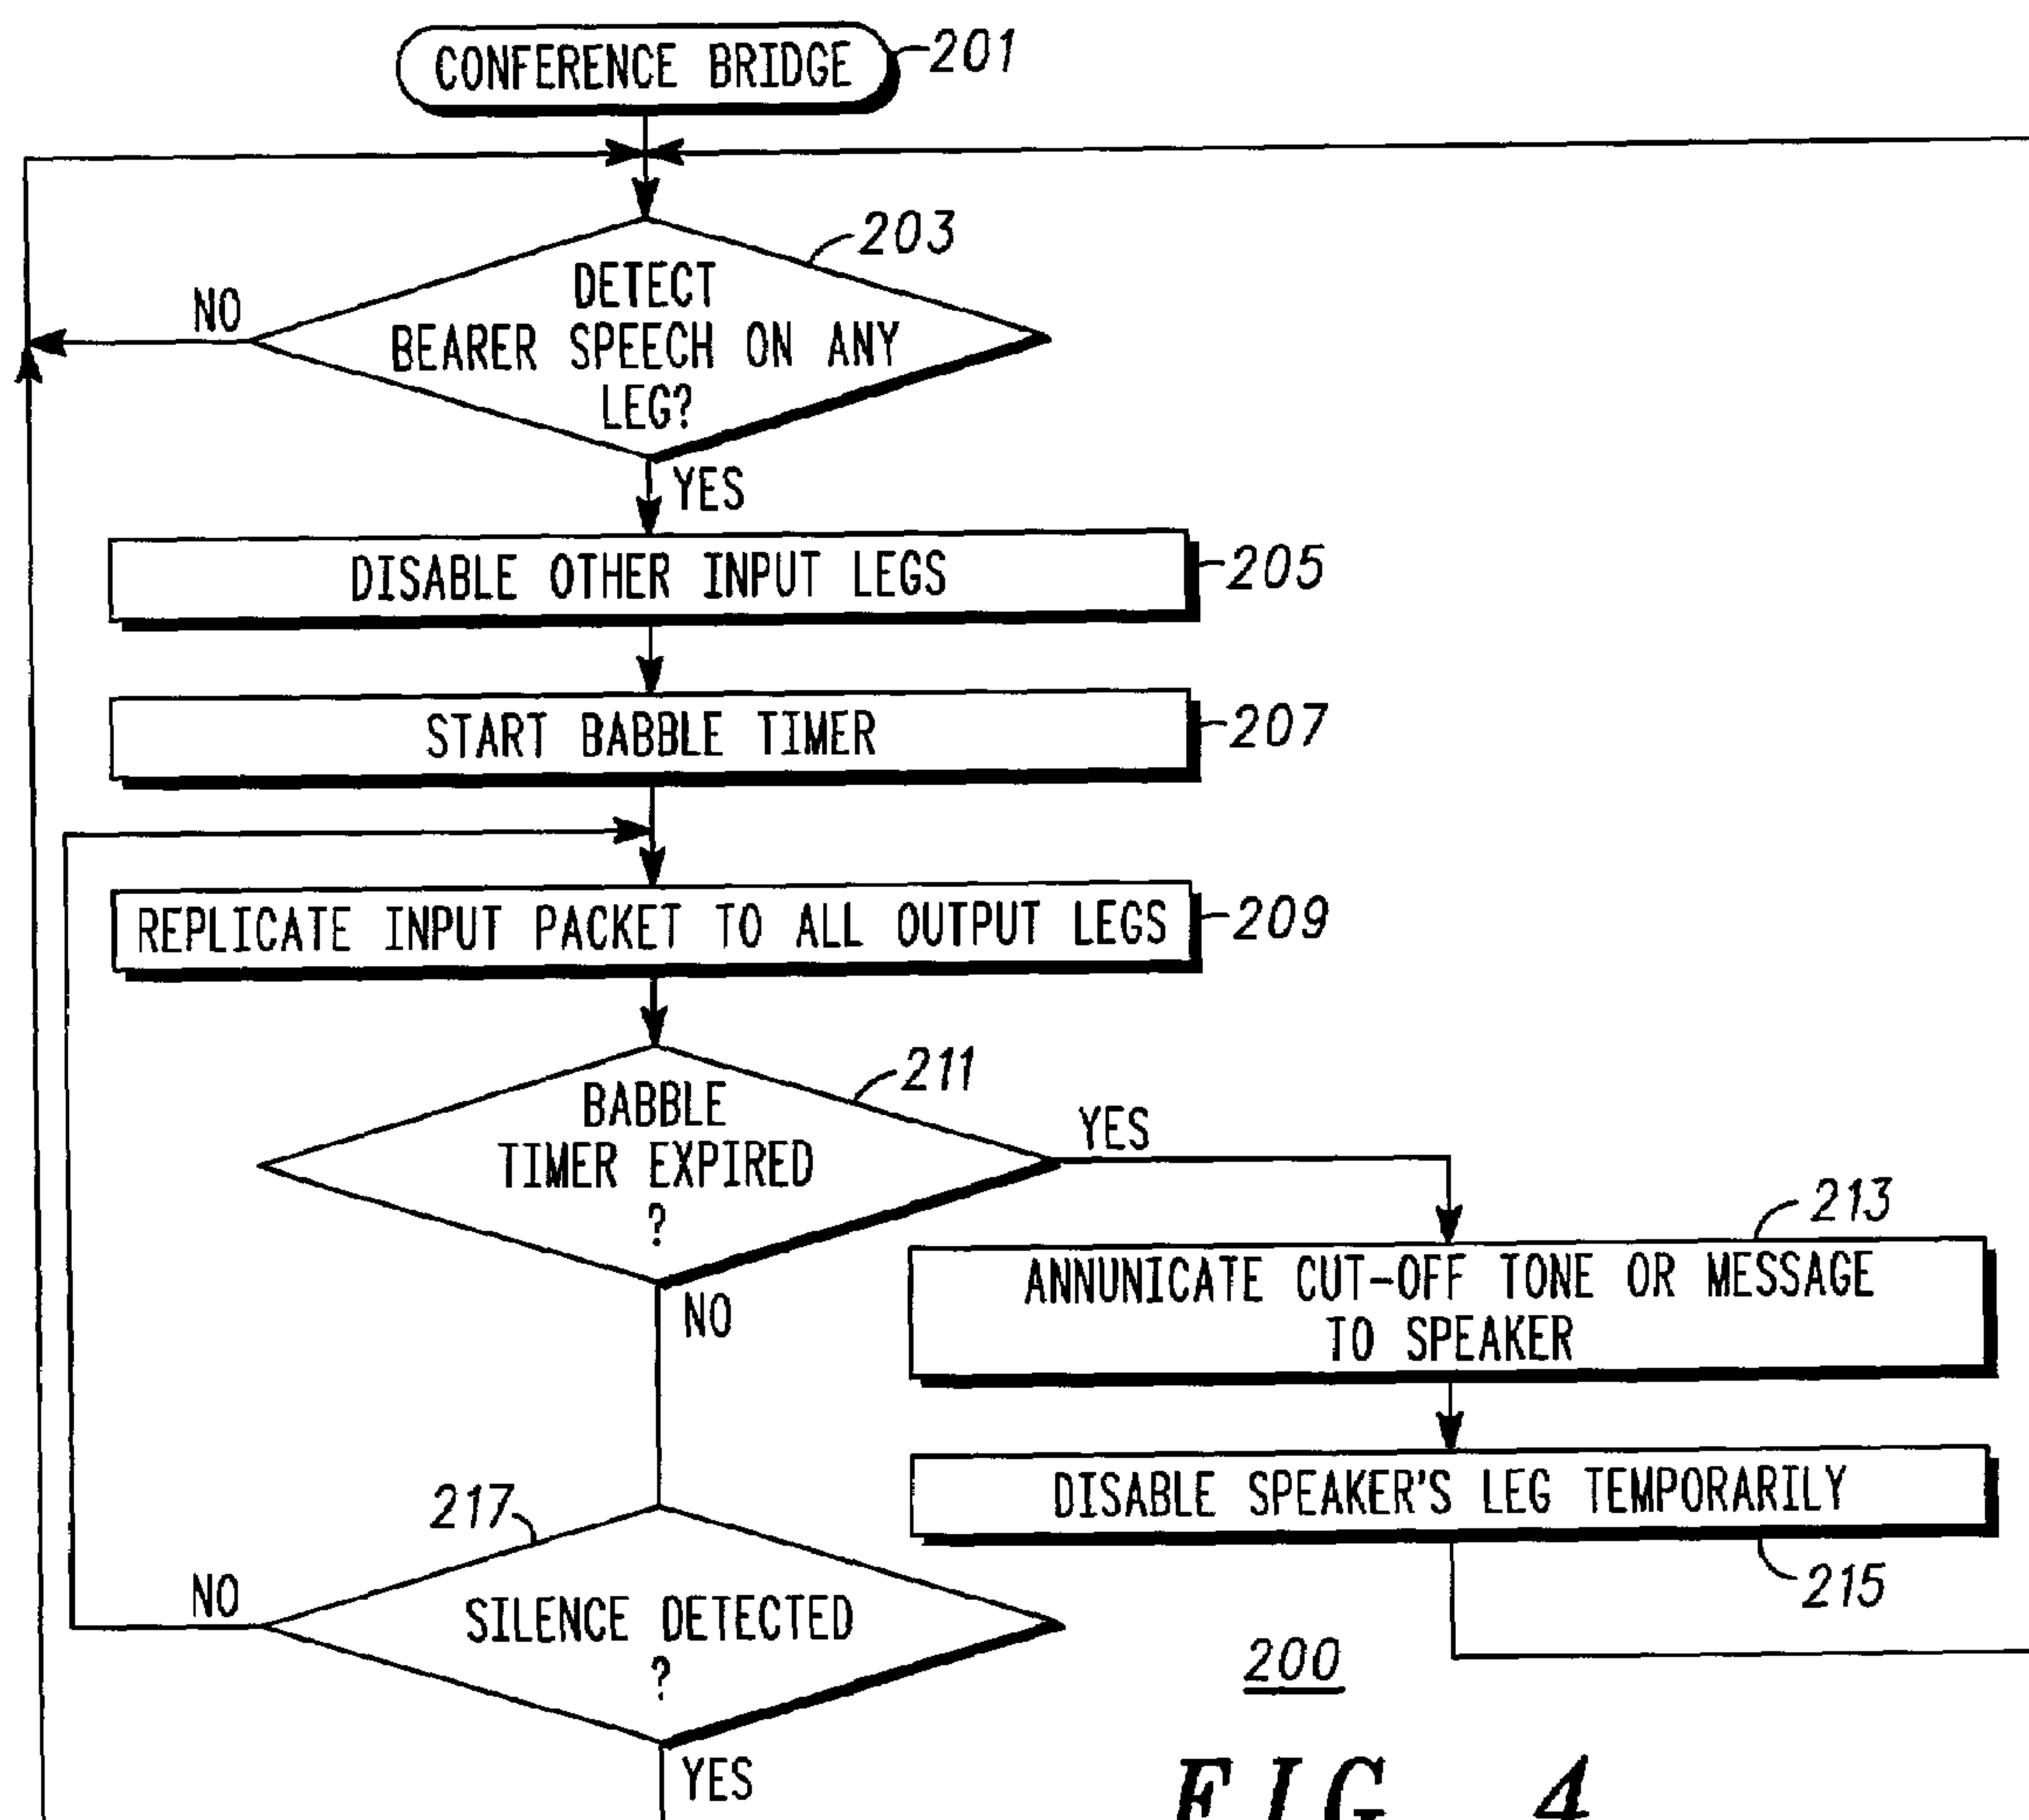 CONFERENCE BRIDGE
201
203
DETECT
BEARER SPEECH ON ANY
LEG?
NO
YES
DISABLE OTHER INPUT LEGS
205
START BABBLE TIMER
207
REPLICATE INPUT PACKET TO ALL OUTPUT LEGS
209
211
BABBLE
TIMER EXPIRED
?
YES
NO
213
ANNUNICATE CUT-OFF TONE OR MESSAGE
TO SPEAKER
DISABLE SPEAKER'S LEG TEMPORARILY
215
217
NO
SILENCE DETECTED
?
YES
200
FIG. 4